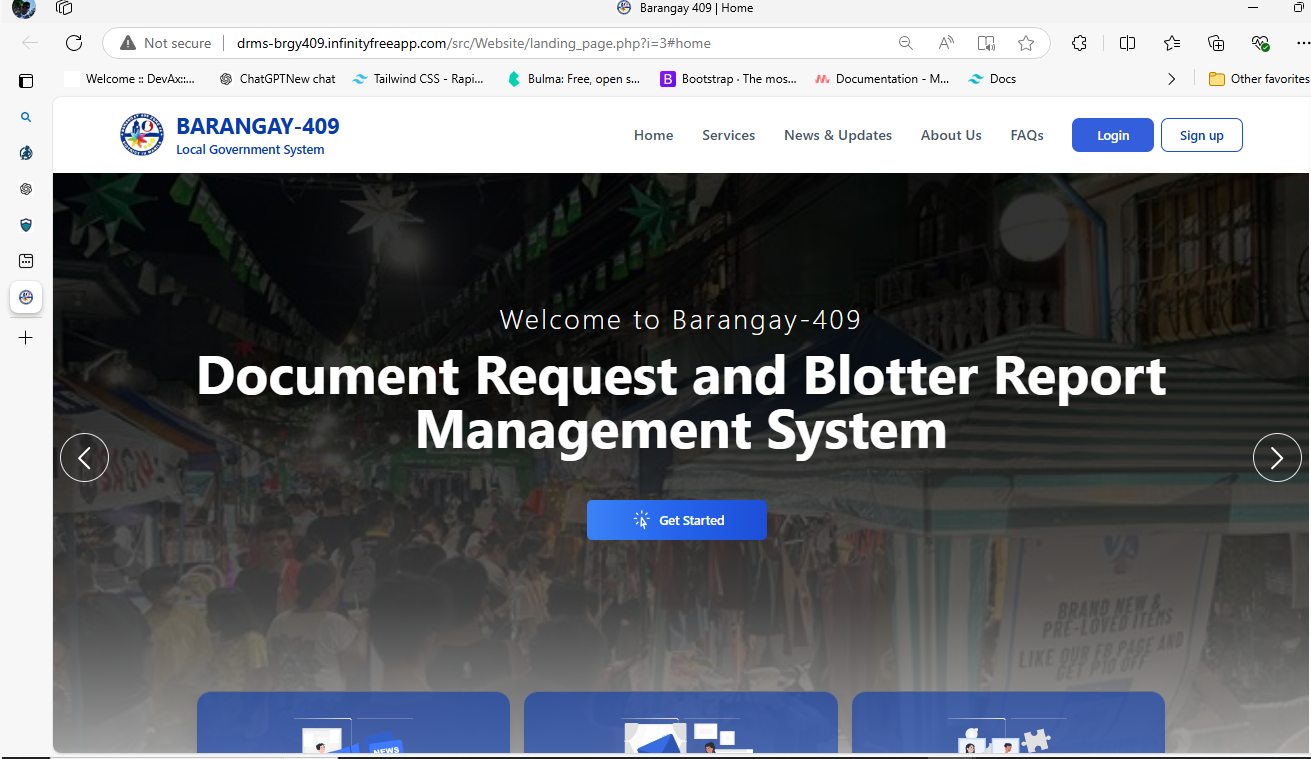 Barangay 409 | Home
Not secure
drms-brgy409.infinityfreeapp.com/src/Website/landing_page.php?i=3#home
Welcome :: DevAx::...
ChatGPTNew chat
Tailwind CSS - Rapi...
Bulma: Free, open s...
B
Bootstrap · The mos...
Documentation - M...
Docs
Other favorites
BARANGAY-409
Local Government System
Home
Services
News & Updates
About Us
FAQs
Login
Sign up
Welcome to Barangay-409
Document Request and Blotter Report
Management System
Get Started
BRAND NEW &
PRE-LOVED ITEMS
LIKE OUR FB PAGE AND
GET P10 OFF
NEWS